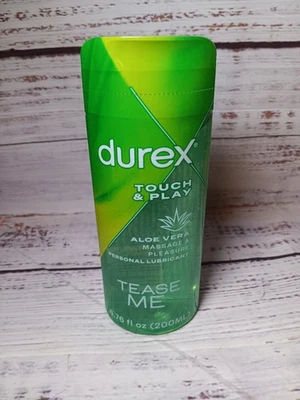 durex
TOUCH
& PLAY
ALOE VERA
MASSAGE &
PLEASURE
PERSONAL LUBRICANT
TEASE
ME
6.76 fl.oz (200mL)